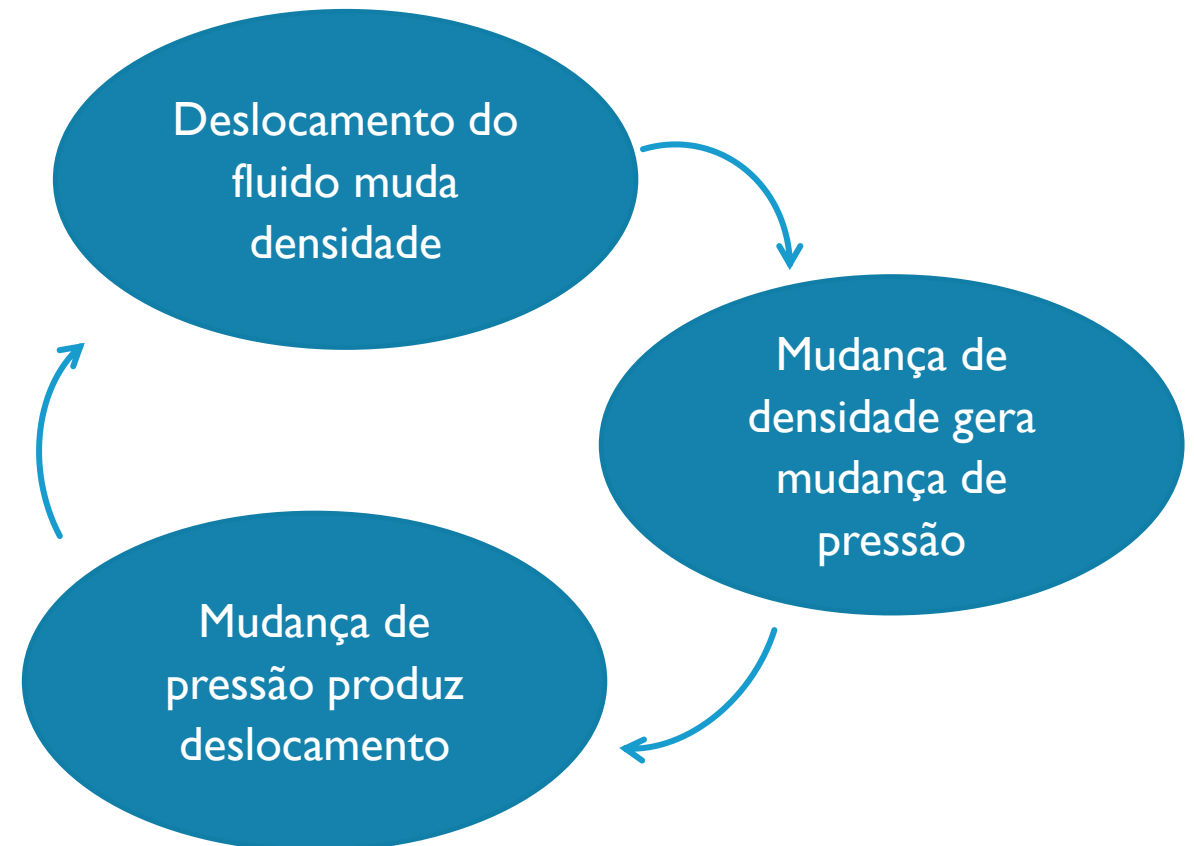 Deslocamento do
fluido muda
densidade
Mudança de
densidade gera
mudança de
pressão
Mudança de
pressão produz
deslocamento